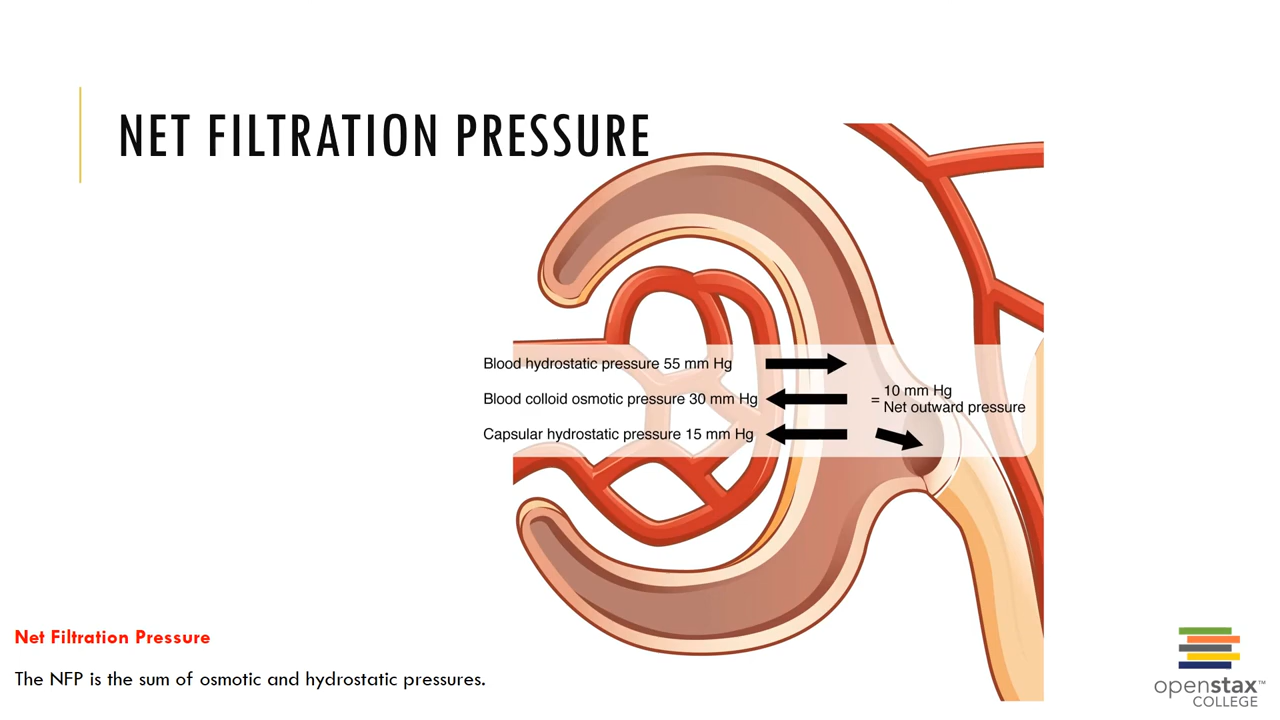 NET FILTRATION PRESSURE
Blood hydrostatic pressure 55 mm Hg
Blood colloid osmotic pressure 30 mm Hg
Capsular hydrostatic pressure 15 mm Hg
= 10 mm Hg
Net outward pressure
Net Filtration Pressure
The NFP is the sum of osmotic and hydrostatic pressures.
openstax™
COLLEGE